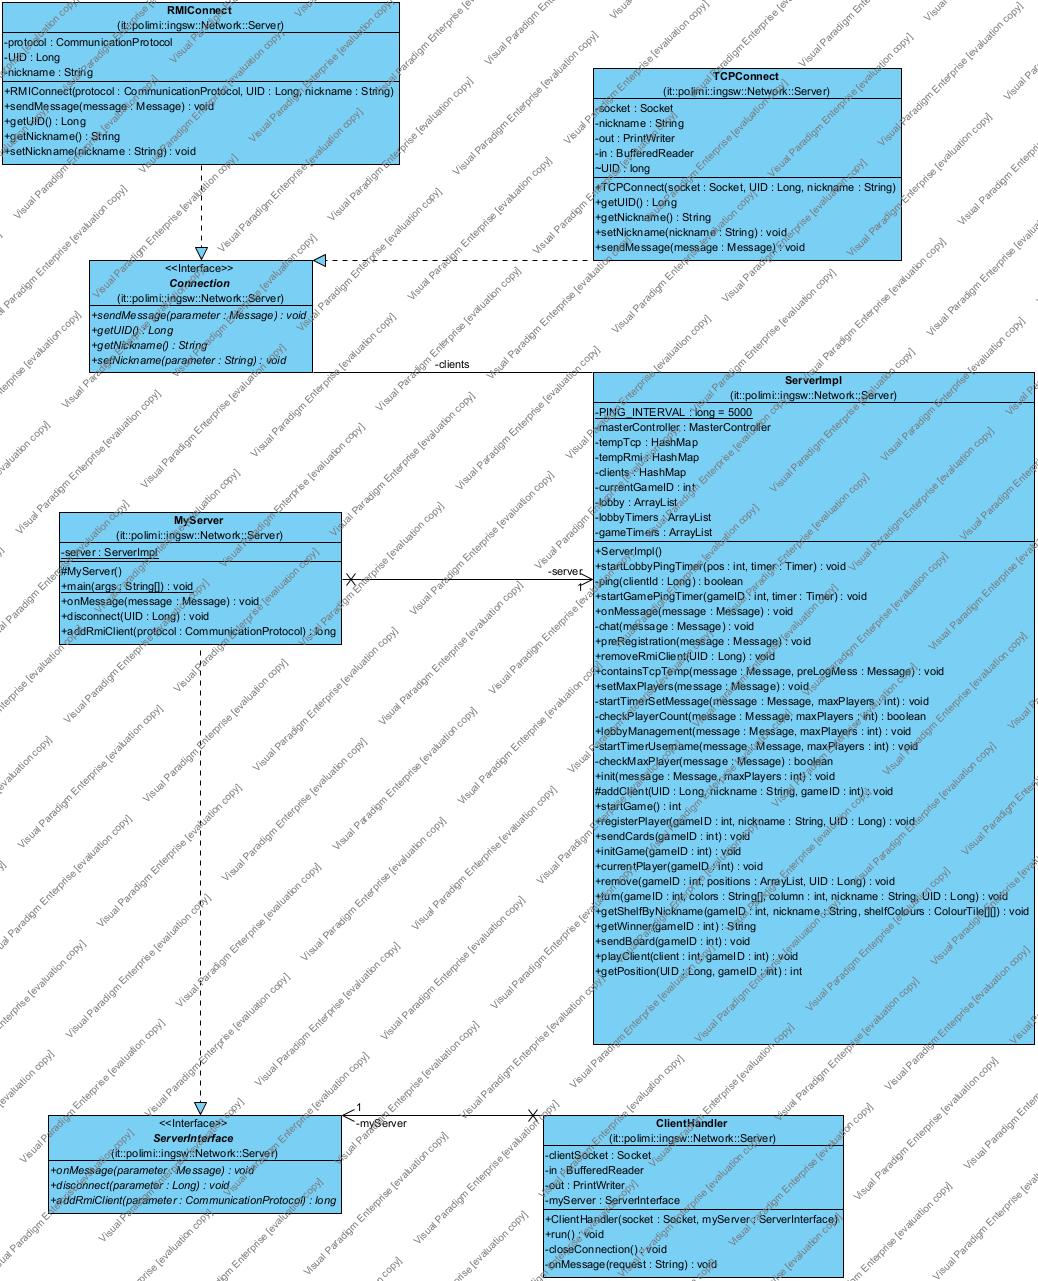 RMIConnect
(it::polimi::ingsw::Network::Server)
-protocol : CommunicationProtocol
-UID : Long
-nickname : String
+RMIConnect(protocol : CommunicationProtocol, UID : Long, nickname : String)
+sendMessage(message : Message) : void
+getUID() : Long
+getNickname() : String
+setNickname(nickname : String) : void
TCPConnect
(it::polimi::ingsw::Network::Server)
-socket : Socket
-nickname : String
-out : PrintWriter
-in : BufferedReader
~UID : long
+TCPConnect(socket : Socket, UID : Long, nickname : String)
+getUID() : Long
+getNickname() : String
+setNickname(nickname : String) : void
+sendMessage(message : Message) : void
<<Interface>>
Connection
(it::polimi::ingsw::Network::Server)
+sendMessage(parameter : Message) : void
+getUID() : Long
+getNickname() : String
+setNickname(parameter : String) : void
-clients
ServerImpl
(it::polimi::ingsw::Network::Server)
-PING_INTERVAL : long = 5000
-masterController : MasterController
-tempTcp : HashMap
-tempRmi : HashMap
-clients : HashMap
-currentGameID : int
-lobby : ArrayList
-lobbyTimers : ArrayList
-gameTimers : ArrayList
+ServerImpl()
+startLobbyPingTimer(pos : int, timer : Timer) : void
-ping(clientId : Long) : boolean
+startGamePingTimer(gameID : int, timer : Timer) : void
+onMessage(message : Message) : void
-chat(message : Message) : void
+preRegistration(message : Message) : void
+removeRmiClient(UID : Long) : void
+containsTcpTemp(message : Message, preLogMess : Message) : void
+setMaxPlayers(message : Message) : void
-startTimerSetMessage(message : Message, maxPlayers : int) : void
-checkPlayerCount(message : Message, maxPlayers : int) : boolean
+lobbyManagement(message : Message, maxPlayers : int) : void
-startTimerUsername(message : Message, maxPlayers : int) : void
-checkMaxPlayer(message : Message) : boolean
+init(message : Message, maxPlayers : int) : void
#addClient(UID : Long, nickname : String, gameID : int) : void
+startGame() : int
+registerPlayer(gameID : int, nickname : String, UID : Long) : void
+sendCards(gameID : int) : void
+initGame(gameID : int) : void
+currentPlayer(gameID : int) : void
+remove(gameID : int, positions : ArrayList, UID : Long) : void
+turn(gameID : int, colors : String[], column : int, nickname : String, UID : Long) : void
+getShelfByNickname(gameID : int, nickname : String, shelfColours : ColourTile[][]) : void
+getWinner(gameID : int) : String
+sendBoard(gameID : int) : void
+playClient(client : int, gameId : int) : void
+getPosition(UID : Long, gameID : int) : int
MyServer
(it::polimi::ingsw::Network::Server)
-server : ServerImpl
#MyServer()
+main(args : String[]) : void
+onMessage(message : Message) : void
+disconnect(UID : Long) : void
+addRmiClient(protocol : CommunicationProtocol) : long
-server
1
<<Interface>>
ServerInterface
(it::polimi::ingsw::Network::Server)
+onMessage(parameter : Message) : void
+disconnect(parameter : Long) : void
+addRmiClient(parameter : CommunicationProtocol) : long
1
-myServer
ClientHandler
(it::polimi::ingsw::Network::Server)
-clientSocket : Socket
-in : BufferedReader
-out : PrintWriter
-myServer : ServerInterface
+ClientHandler(socket : Socket, myServer : ServerInterface)
+run() : void
-closeConnection() : void
-onMessage(request : String) : void
Visual Paradigm Enterprise [evaluation copy]